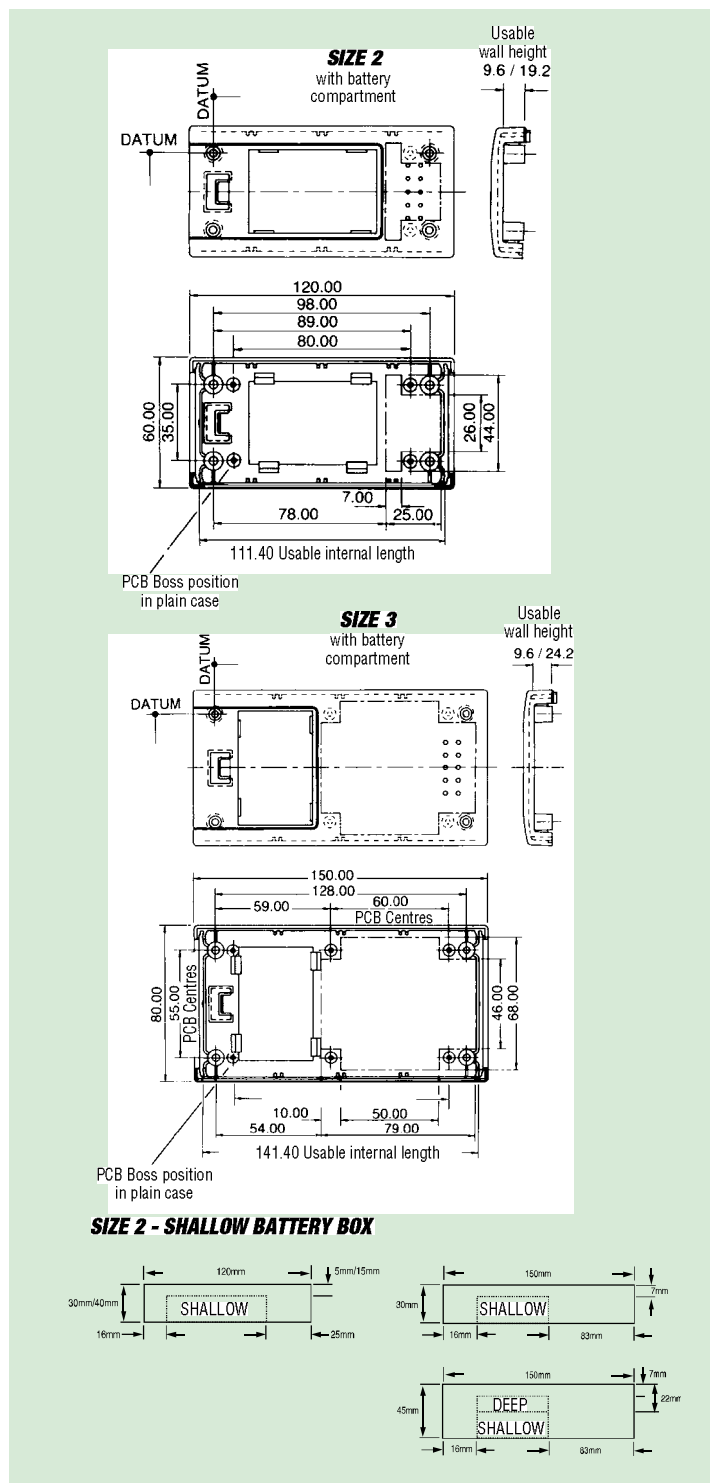 SIZE 2
with battery
compartment
Usable
wall height
9.6 / 19.2
DATUM
DATUM
120.00
98.00
89.00
80.00
60.00
35.00
26.00
44.00
7.00
78.00
25.00
111.40 Usable internal length
PCB Boss position
in plain case
SIZE 3
with battery
compartment
Usable
wall height
9.6 / 24.2
DATUM
DATUM
150.00
128.00
59.00
60.00
PCB Centres
80.00
55.00
PCB Centres
46.00
68.00
10.00
50.00
54.00
79.00
141.40 Usable internal length
PCB Boss position
in plain case
SIZE 2 - SHALLOW BATTERY BOX
120mm
5mm/15mm
30mm/40mm
SHALLOW
16mm
25mm
150mm
7mm
30mm
SHALLOW
16mm
83mm
150mm
7mm
22mm
45mm
DEEP
SHALLOW
16mm
83mm